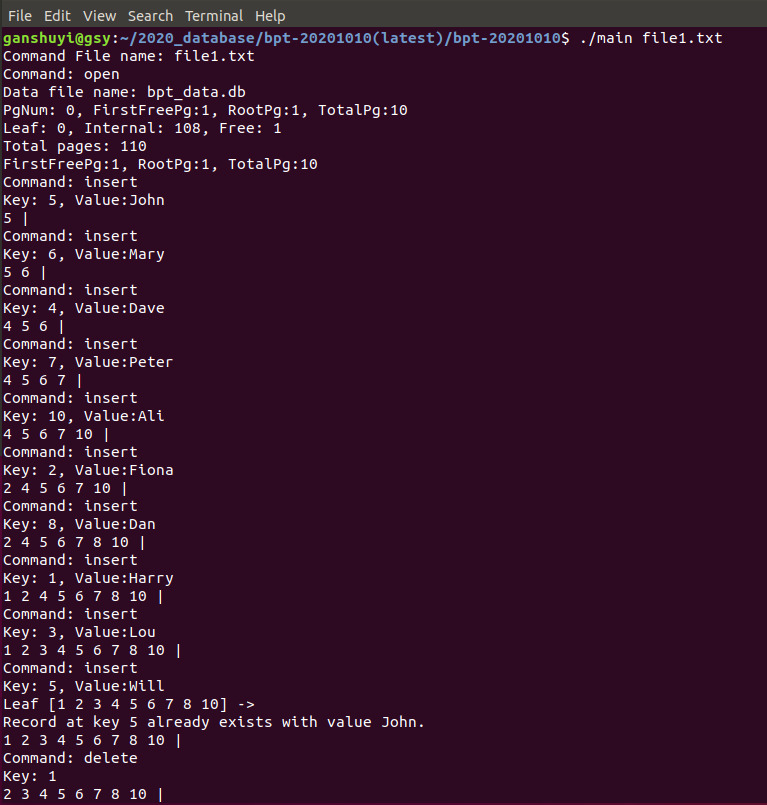 File Edit View Search Terminal Help
ganshuyi@gsy:~/2020_database/bpt-20201010(latest)/bpt-20201010$ ./main file1.txt
Command File name: file1.txt
Command: open
Data file name: bpt_data.db
PgNum: 0, FirstFreePg:1, RootPg:1, TotalPg:10
Leaf: 0, Internal: 108, Free: 1
Total pages: 110
FirstFreePg:1, RootPg:1, TotalPg:10
Command: insert
Key: 5, Value:John
5 |
Command: insert
Key: 6, Value:Mary
5 6 |
Command: insert
Key: 4, Value:Dave
4 5 6 |
Command: insert
Key: 7, Value:Peter
4 5 6 7 |
Command: insert
Key: 10, Value:Ali
4 5 6 7 10 |
Command: insert
Key: 2, Value:Fiona
2 4 5 6 7 10 |
Command: insert
Key: 8, Value:Dan
2 4 5 6 7 8 10 |
Command: insert
Key: 1, Value:Harry
1 2 4 5 6 7 8 10 |
Command: insert
Key: 3, Value:Lou
1 2 3 4 5 6 7 8 10 |
Command: insert
Key: 5, Value:Will
Leaf [1 2 3 4 5 6 7 8 10] ->
Record at key 5 already exists with value John.
1 2 3 4 5 6 7 8 10 |
Command: delete
Key: 1
2 3 4 5 6 7 8 10 |